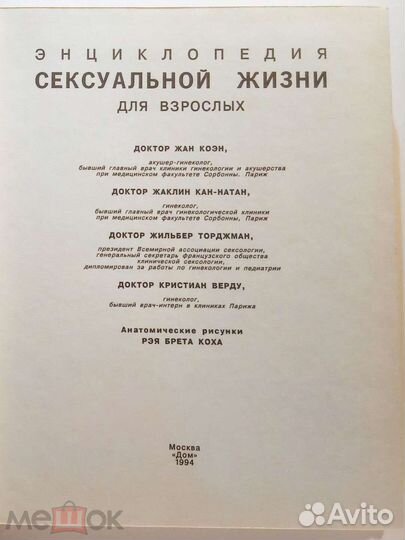 ЭНЦИКЛОПЕДИЯ
СЕКСУАЛЬНОЙ ЖИЗНИ
ДЛЯ ВЗРОСЛЫХ
ДОКТОР ЖАН КОЭН,
акушер-гинеколог,
бывший главный врач клиники гинекологии и акушерства
при медицинском факультете Сорбонны. Париж
ДОКТОР ЖАКЛИН КАН-НАТАН,
гинеколог,
бывший главный врач гинекологической клиники
при медицинском факультете Сорбонны, Париж
ДОКТОР ЖИЛЬБЕР ТОРДЖМАН,
президент Всемирной ассоциации сексологии,
генеральный секретарь французского общества
клинической сексологии,
дипломирован за работы по гинекологии и педиатрии
ДОКТОР КРИСТИАН ВЕРДУ,
гинеколог,
бывший врач-интерн в клиниках Парижа
Анатомические рисунки
РЭЯ БРЕТА КОХА
Москва
«Дом»
1994
мешок
Avito